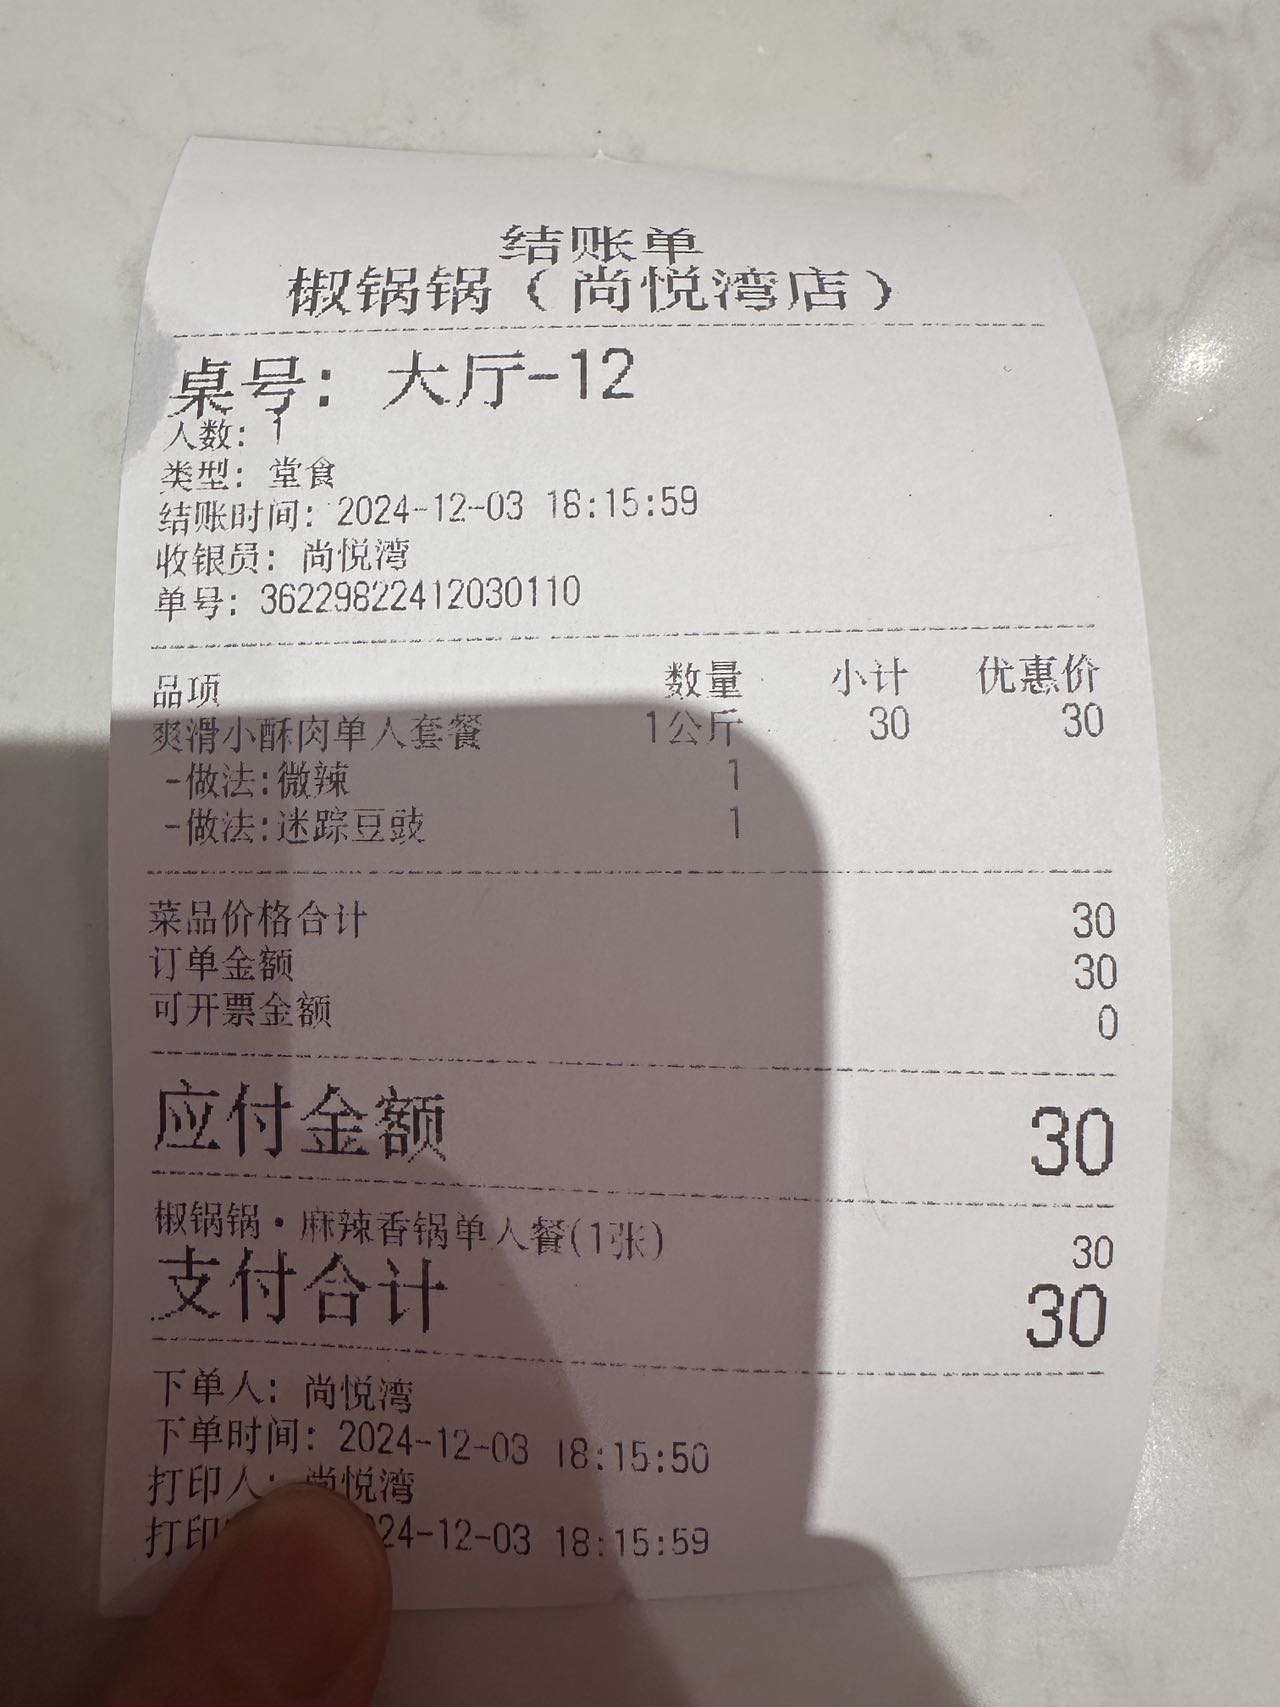 结账单
椒锅锅（尚悦湾店）
桌号：大厅-12
人数：1
类型：堂食
结账时间：2024-12-03 18:15:59
收银员：尚悦湾
单号：36229822412030110
品项 数量 小计 优惠价
爽滑小酥肉单人套餐 1公斤 30 30
-做法:微辣 1
-做法:迷踪豆豉 1
菜品价格合计 30
订单金额 30
可开票金额 0
应付金额 30
椒锅锅·麻辣香锅单人餐(1张) 30
支付合计 30
下单人：尚悦湾
下单时间：2024-12-03 18:15:50
打印人：尚悦湾
打印 24-12-03 18:15:59